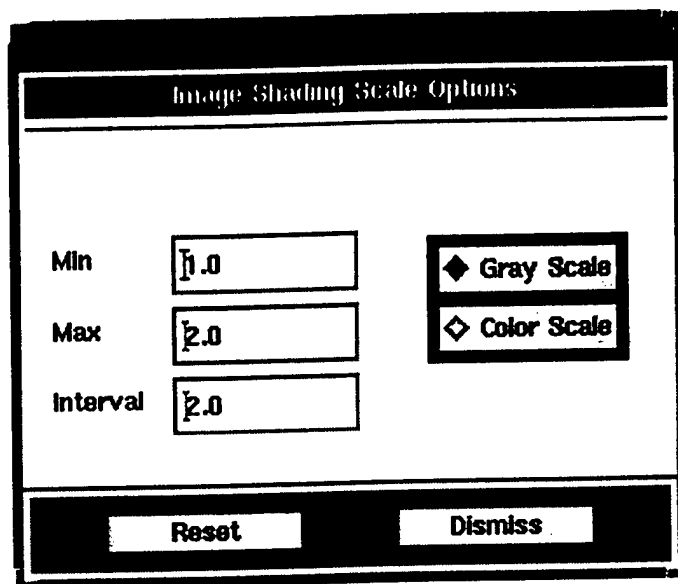 Image Shading Scale Options
Min 1.0
Max 2.0
Interval 2.0
Gray Scale
Color Scale
Reset Dismiss